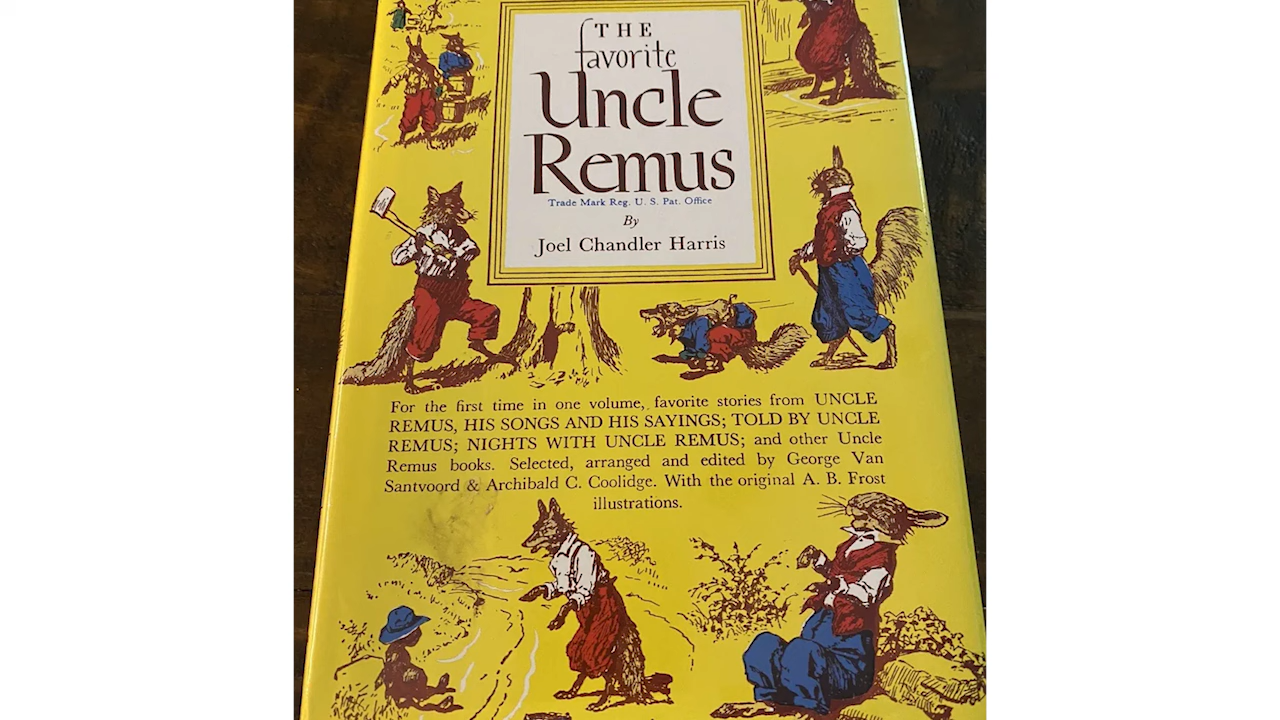 THE
favorite
Uncle
Remus
Trade Mark Reg. U. S. Pat. Office
By
Joel Chandler Harris
For the first time in one volume, favorite stories from UNCLE
REMUS, HIS SONGS AND HIS SAYINGS; TOLD BY UNCLE
REMUS; NIGHTS WITH UNCLE REMUS; and other Uncle
Remus books. Selected, arranged and edited by George Van
Santvoord & Archibald C. Coolidge. With the original A. B. Frost
illustrations.